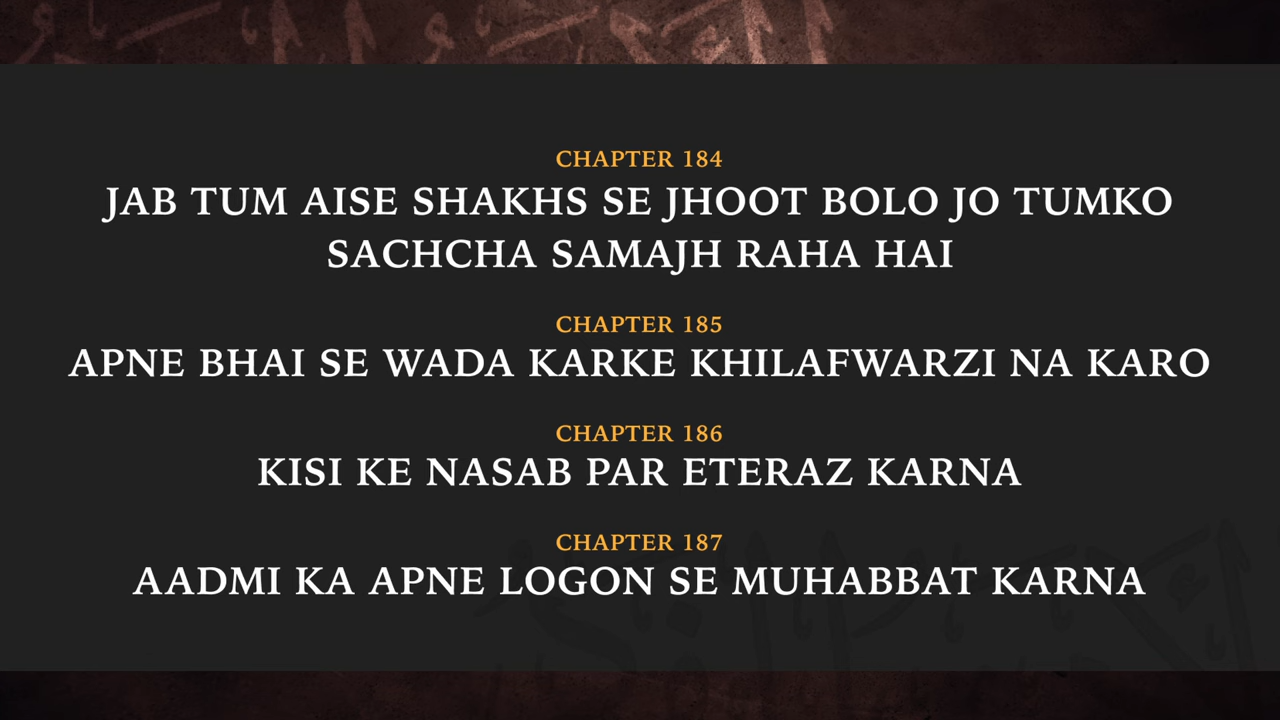 CHAPTER 184
JAB TUM AISE SHAKHS SE JHOOT BOLO JO TUMKO
SACHCHA SAMAJH RAHA HAI
CHAPTER 185
APNE BHAI SE WADA KARKE KHILAFWARZI NA KARO
CHAPTER 186
KISI KE NASAB PAR ETERAZ KARNA
CHAPTER 187
AADMI KA APNE LOGON SE MUHABBAT KARNA